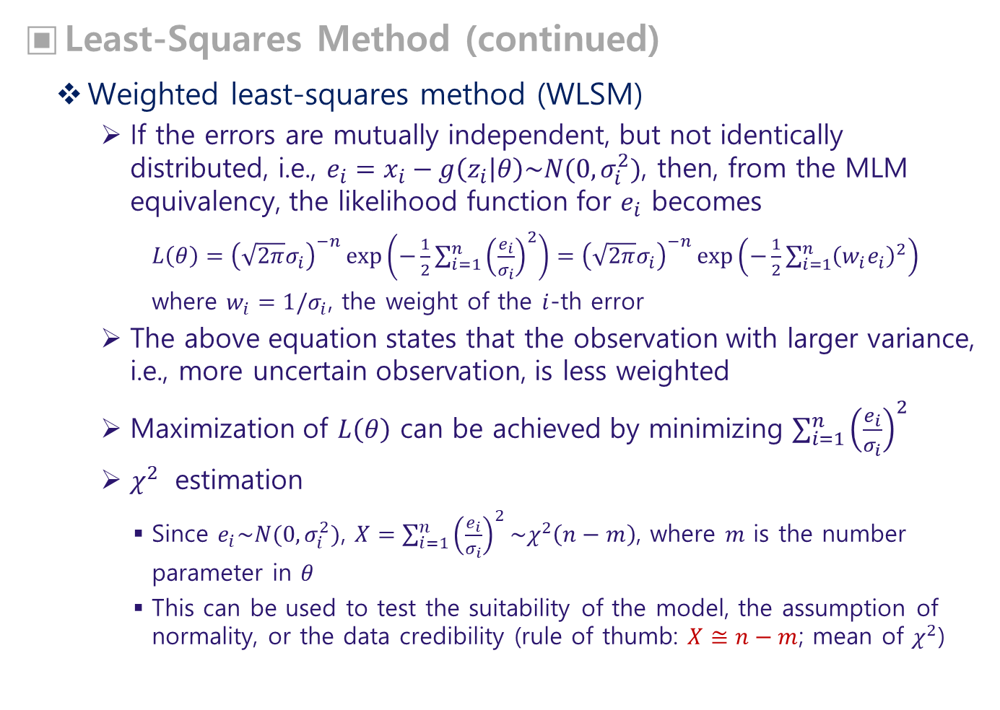 ▣ Least-Squares Method (continued)
❖ Weighted least-squares method (WLSM)
➢ If the errors are mutually independent, but not identically
distributed, i.e., $e_i = x_i - g(z_i|\theta) \sim N(0, \sigma_i^2)$, then, from the MLM
equivalency, the likelihood function for $e_i$ becomes
$L(\theta) = \left(\sqrt{2\pi}\sigma_i\right)^{-n} \exp\left(-\frac{1}{2}\sum_{i=1}^{n}\left(\frac{e_i}{\sigma_i}\right)^2\right) = \left(\sqrt{2\pi}\sigma_i\right)^{-n} \exp\left(-\frac{1}{2}\sum_{i=1}^{n}(w_i e_i)^2\right)$
where $w_i = 1/\sigma_i$, the weight of the $i$-th error
➢ The above equation states that the observation with larger variance,
i.e., more uncertain observation, is less weighted
➢ Maximization of $L(\theta)$ can be achieved by minimizing $\sum_{i=1}^{n}\left(\frac{e_i}{\sigma_i}\right)^2$
➢ $\chi^2$ estimation
▪ Since $e_i \sim N(0, \sigma_i^2)$, $X = \sum_{i=1}^{n}\left(\frac{e_i}{\sigma_i}\right)^2 \sim \chi^2(n - m)$, where $m$ is the number
parameter in $\theta$
▪ This can be used to test the suitability of the model, the assumption of
normality, or the data credibility (rule of thumb: $X \cong n - m$; mean of $\chi^2$)